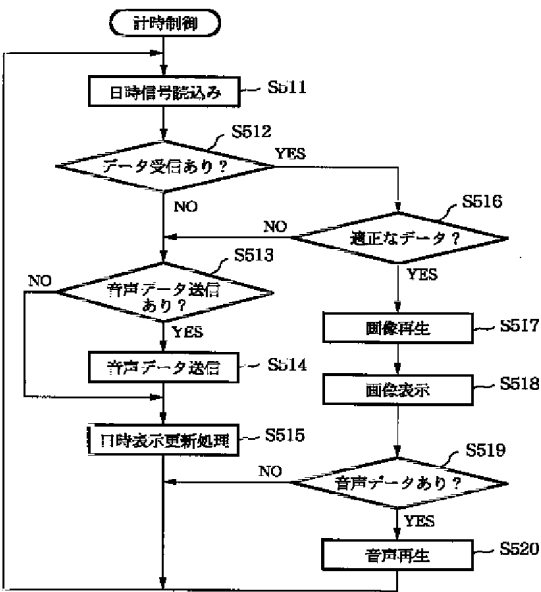 計時制御
日時信号読込み
S511
S512
データ受信あり？
YES
NO
S516
適正なデータ？
NO
YES
S513
音声データ送信
あり？
NO
YES
画像再生
S517
音声データ送信
S514
画像表示
S518
日時表示更新処理
S515
S519
音声データあり？
NO
YES
音声再生
S520